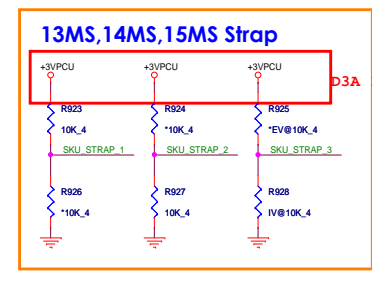 13MS,14MS,15MS Strap
+3VPCU +3VPCU +3VPCU
D3A
R923 R924 R925
10K_4 *10K_4 *EV@10K_4
SKU_STRAP_1 SKU_STRAP_2 SKU_STRAP_3
R926 R927 R928
*10K_4 10K_4 IV@10K_4